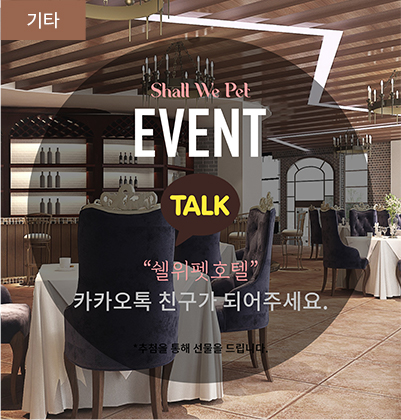 기타
Shall We Pet
EVENT
TALK
“쉘위펫호텔”
카카오톡 친구가 되어주세요.
*추첨을 통해 선물을 드립니다.